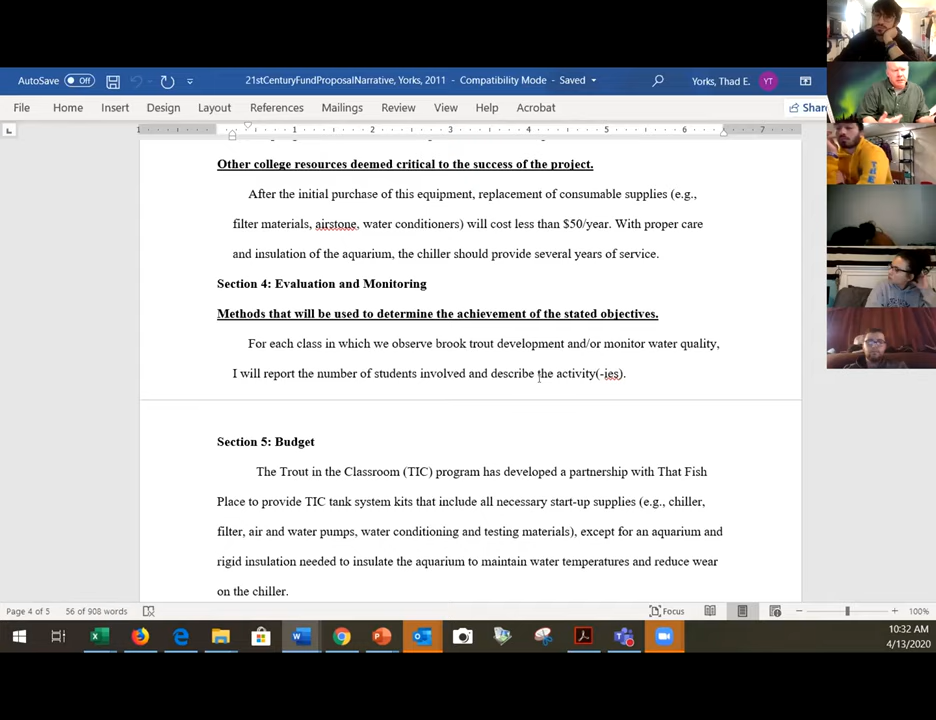 AutoSave Off 21stCenturyFundProposalNarrative, Yorks, 2011 - Compatibility Mode - Saved Yorks, Thad E. YT
File Home Insert Design Layout References Mailings Review View Help Acrobat Share
1 1 2 3 4 5 6 7
Other college resources deemed critical to the success of the project.
After the initial purchase of this equipment, replacement of consumable supplies (e.g.,
filter materials, airstone, water conditioners) will cost less than $50/year. With proper care
and insulation of the aquarium, the chiller should provide several years of service.
Section 4: Evaluation and Monitoring
Methods that will be used to determine the achievement of the stated objectives.
For each class in which we observe brook trout development and/or monitor water quality,
I will report the number of students involved and describe the activity(-ies).
Section 5: Budget
The Trout in the Classroom (TIC) program has developed a partnership with That Fish
Place to provide TIC tank system kits that include all necessary start-up supplies (e.g., chiller,
filter, air and water pumps, water conditioning and testing materials), except for an aquarium and
rigid insulation needed to insulate the aquarium to maintain water temperatures and reduce wear
on the chiller.
Page 4 of 5 56 of 908 words Focus 100%
10:32 AM
4/13/2020